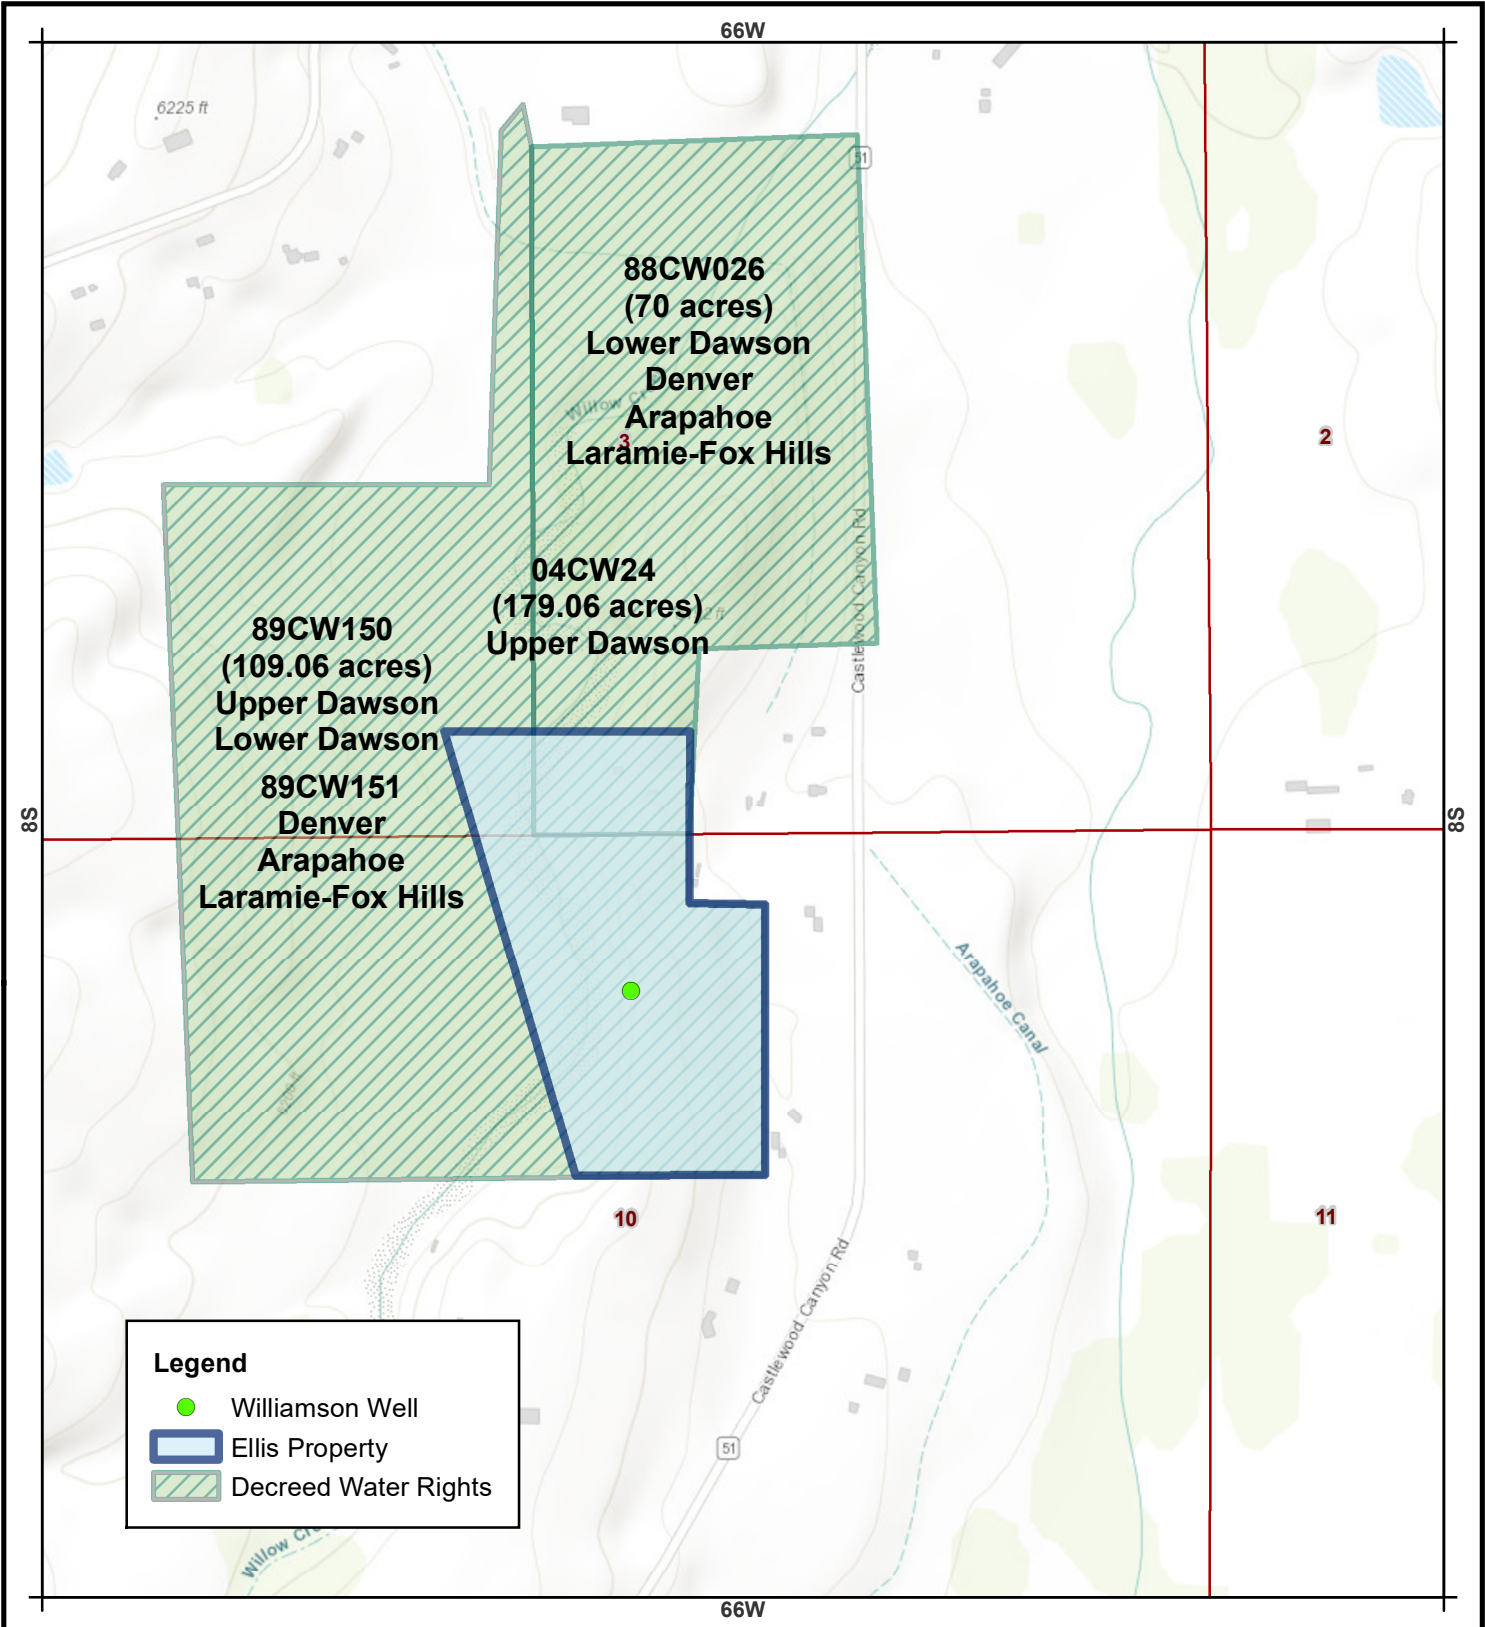 66W
6225 ft
51
88CW026
(70 acres)
Lower Dawson
Denver
Willow Cr
Arapahoe
3
Laramie-Fox Hills
2
Castlewood Canyon Rd
04CW24
(179.06 acres)
Upper Dawson
89CW150
(109.06 acres)
Upper Dawson
Lower Dawson
89CW151
Denver
Arapahoe
Laramie-Fox Hills
8S
8S
Arapahoe Canal
10
11
Castlewood Canyon Rd
51
Legend
Williamson Well
Ellis Property
Decreed Water Rights
Willow Cre
66W